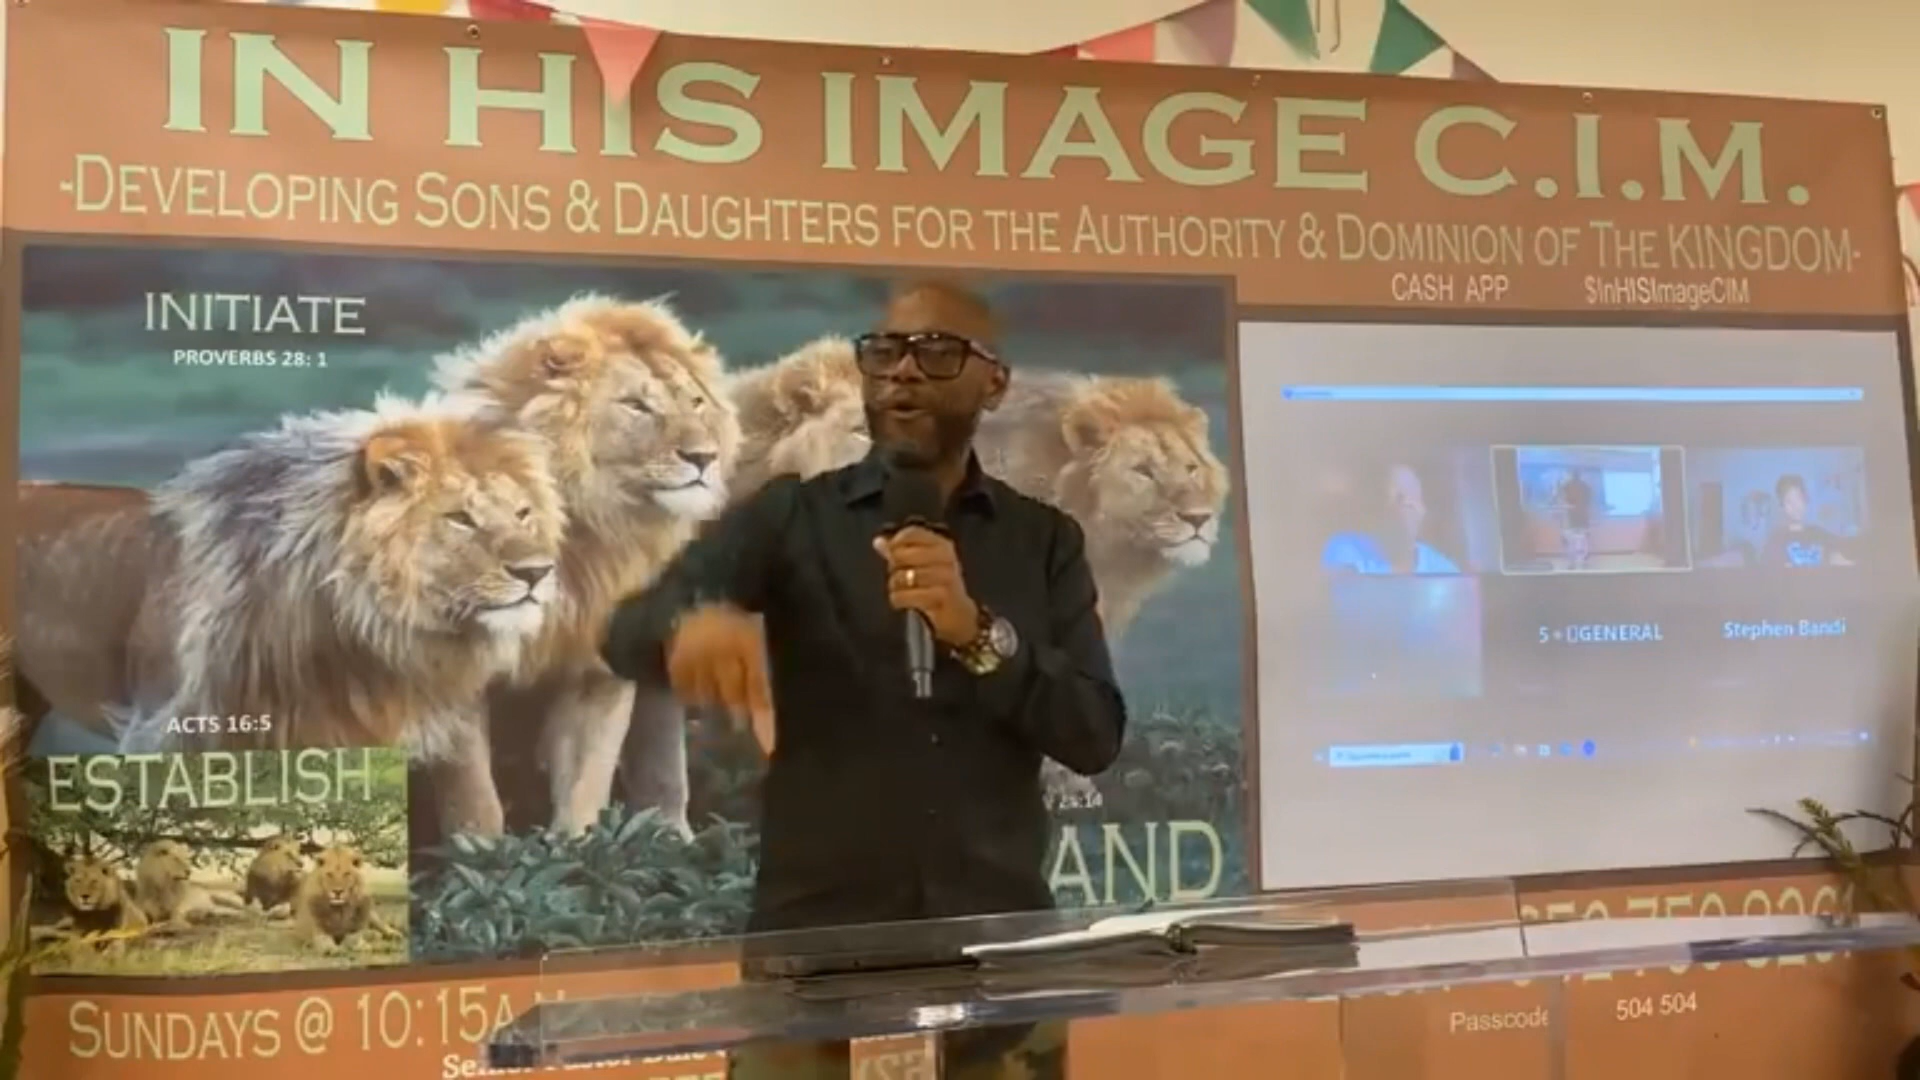 IN HIS IMAGE C.I.M.
-DEVELOPING SONS & DAUGHTERS FOR THE AUTHORITY & DOMINION OF THE KINGDOM-
CASH APP $InHISImageCIM
INITIATE
PROVERBS 28: 1
5 GENERAL
Stephen Bandi
ACTS 16:5
ESTABLISH
AND
SUNDAYS @ 10:15A
Passcode
504 504